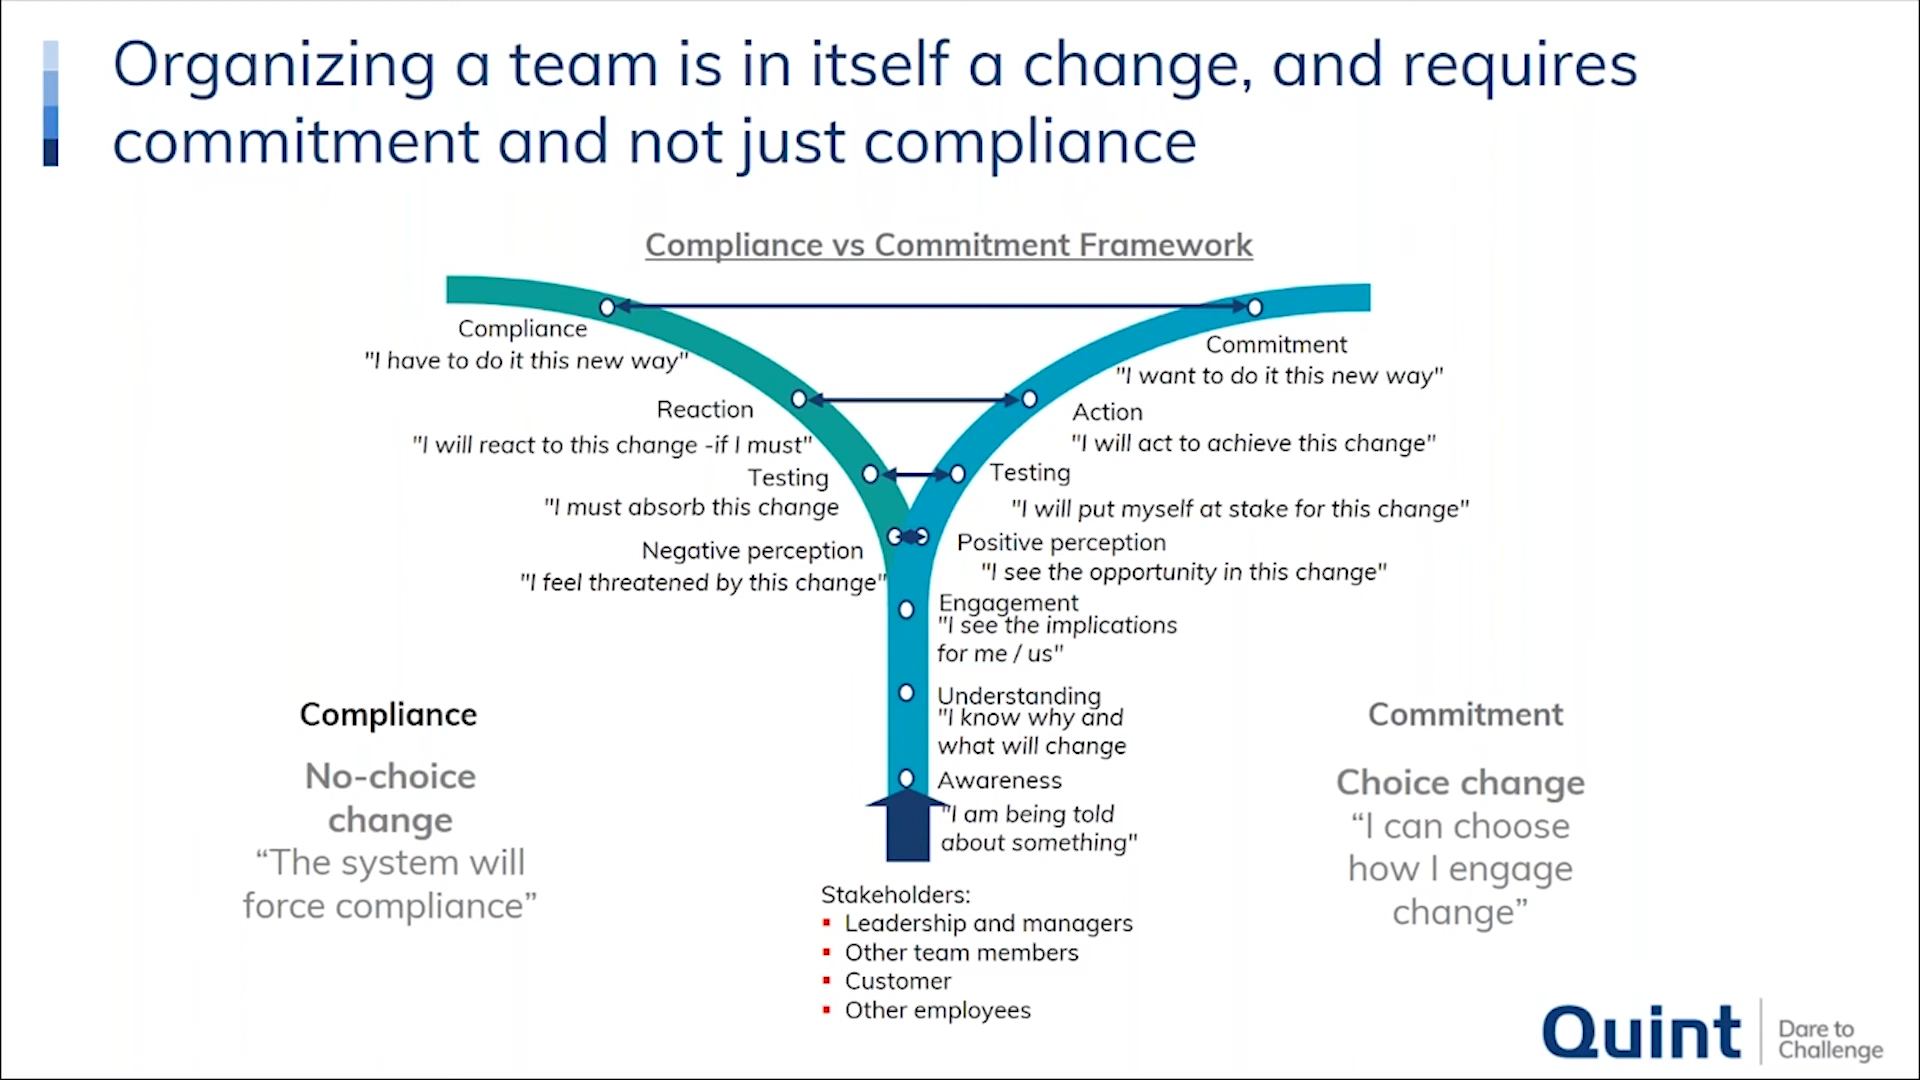 Organizing a team is in itself a change, and requires
commitment and not just compliance
Compliance vs Commitment Framework
Compliance
"I have to do it this new way"
Reaction
"I will react to this change -if I must"
Testing
"I must absorb this change
Negative perception
"I feel threatened by this change"
Commitment
"I want to do it this new way"
Action
"I will act to achieve this change"
Testing
"I will put myself at stake for this change"
Positive perception
"I see the opportunity in this change"
Engagement
"I see the implications
for me / us"
Understanding
"I know why and
what will change
Awareness
"I am being told
about something"
Compliance
No-choice
change
“The system will
force compliance”
Commitment
Choice change
“I can choose
how I engage
change”
Stakeholders:
▪ Leadership and managers
▪ Other team members
▪ Customer
▪ Other employees
Quint
Dare to
Challenge